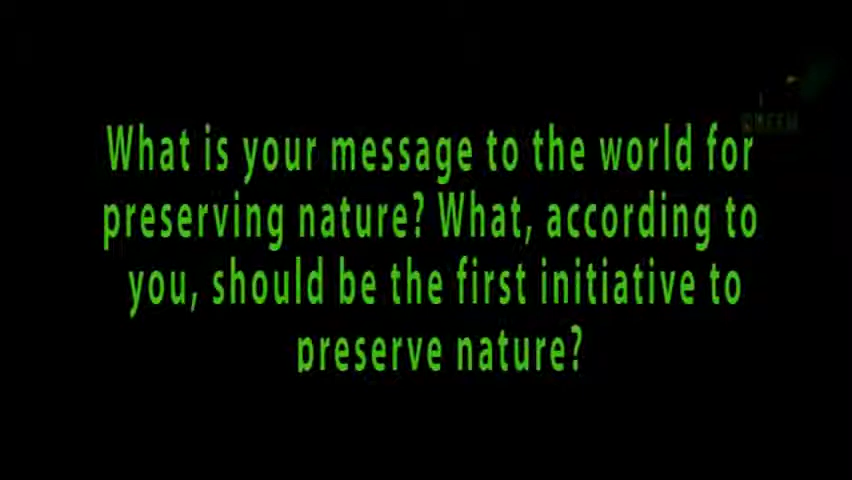 What is your message to the world for
preserving nature? What, according to
you, should be the first initiative to
preserve nature?